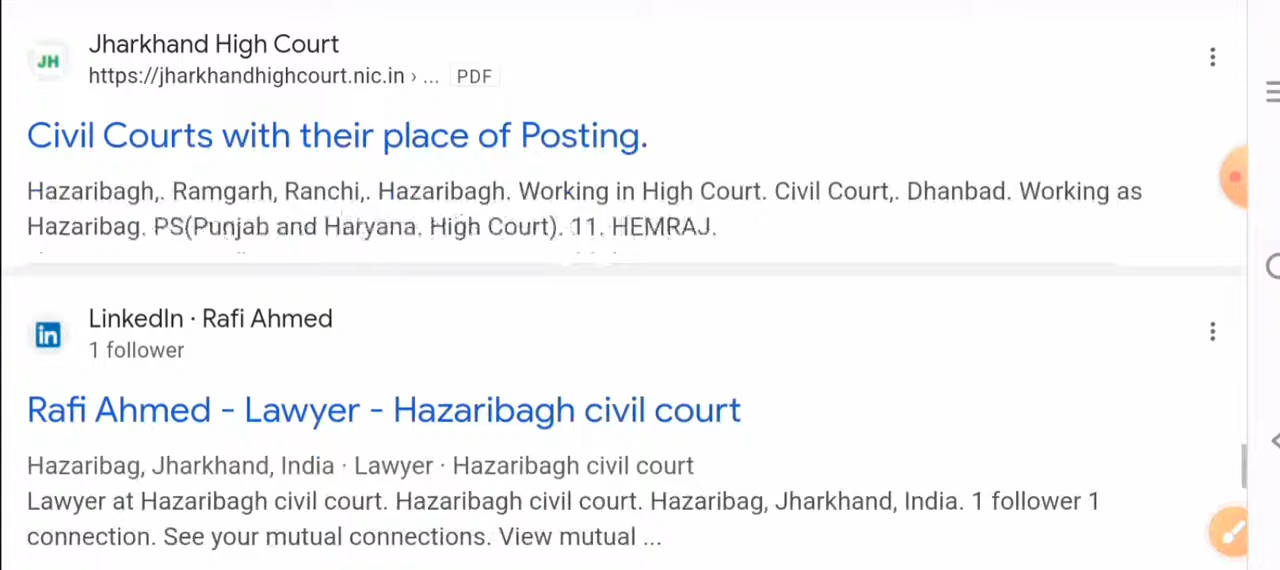 Jharkhand High Court
JH
https://jharkhandhighcourt.nic.in › ... PDF
Civil Courts with their place of Posting.
Hazaribagh,. Ramgarh, Ranchi,. Hazaribagh. Working in High Court. Civil Court,. Dhanbad. Working as
Hazaribag. PS(Punjab and Haryana. High Court). 11. HEMRAJ.
LinkedIn · Rafi Ahmed
in
1 follower
Rafi Ahmed - Lawyer - Hazaribagh civil court
Hazaribag, Jharkhand, India · Lawyer · Hazaribagh civil court
Lawyer at Hazaribagh civil court. Hazaribagh civil court. Hazaribag, Jharkhand, India. 1 follower 1
connection. See your mutual connections. View mutual ...